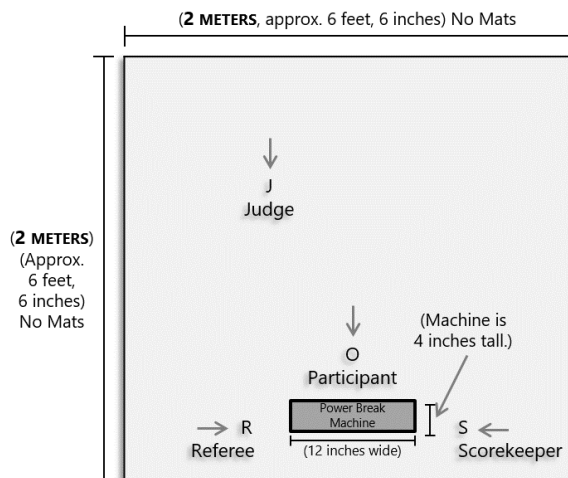 (2 METERS, approx. 6 feet, 6 inches) No Mats
J
Judge
(2 METERS)
(Approx.
6 feet,
6 inches)
No Mats
(Machine is
4 inches tall.)
O
Participant
Power Break
Machine
R
Referee
(12 inches wide)
S
Scorekeeper